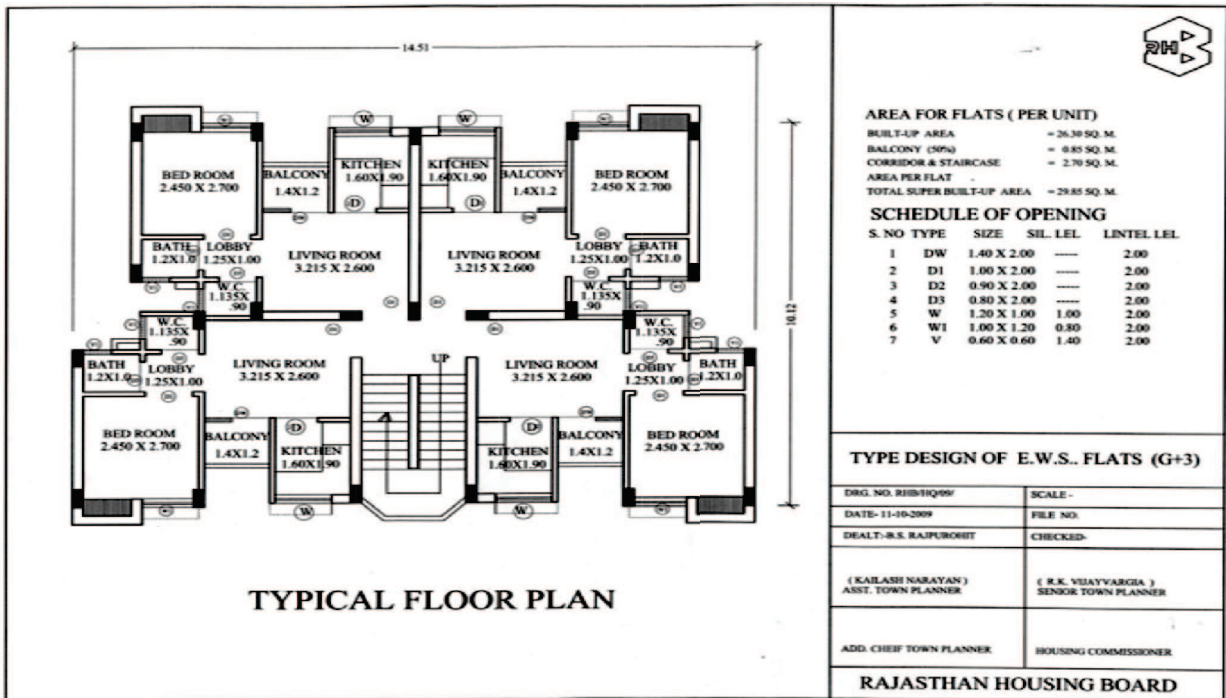 14.51
W W
BED ROOM
2.450 X 2.700
BALCONY
1.4X1.2
KITCHEN
1.60X1.90
KITCHEN
1.60X1.90
BALCONY
1.4X1.2
BED ROOM
2.450 X 2.700
D D
BATH
1.2X1.0
LOBBY
1.25X1.00
LIVING ROOM
3.215 X 2.600
LIVING ROOM
3.215 X 2.600
LOBBY
1.25X1.00
BATH
1.2X1.0
W.C.
1.135X
.90
W.C.
1.135X
.90
10.12
W.C.
1.135X
.90
W.C.
1.135X
.90
BATH
1.2X1.0
LOBBY
1.25X1.00
LIVING ROOM
3.215 X 2.600
UP
LIVING ROOM
3.215 X 2.600
LOBBY
1.25X1.00
BATH
1.2X1.0
D D
BED ROOM
2.450 X 2.700
BALCONY
1.4X1.2
KITCHEN
1.60X1.90
KITCHEN
1.60X1.90
BALCONY
1.4X1.2
BED ROOM
2.450 X 2.700
W W
TYPICAL FLOOR PLAN
RHB
AREA FOR FLATS ( PER UNIT)
BUILT-UP AREA = 26.30 SQ. M.
BALCONY (50%) = 0.85 SQ. M.
CORRIDOR & STAIRCASE = 2.70 SQ. M.
AREA PER FLAT
TOTAL SUPER BUILT-UP AREA = 29.85 SQ. M.
SCHEDULE OF OPENING
S. NO TYPE SIZE SIL. LEL LINTEL LEL
1 DW 1.40 X 2.00 ----- 2.00
2 D1 1.00 X 2.00 ----- 2.00
3 D2 0.90 X 2.00 ----- 2.00
4 D3 0.80 X 2.00 ----- 2.00
5 W 1.20 X 1.00 1.00 2.00
6 W1 1.00 X 1.20 0.80 2.00
7 V 0.60 X 0.60 1.40 2.00
TYPE DESIGN OF E.W.S.. FLATS (G+3)
DRG. NO. RHB/HQ/09/ SCALE -
DATE- 11-10-2009 FILE NO.
DEALT:-B.S. RAJPUROHIT CHECKED-
( KAILASH NARAYAN ) ( R.K. VIJAYVARGIA )
ASST. TOWN PLANNER SENIOR TOWN PLANNER
ADD. CHEIF TOWN PLANNER HOUSING COMMISSIONER
RAJASTHAN HOUSING BOARD